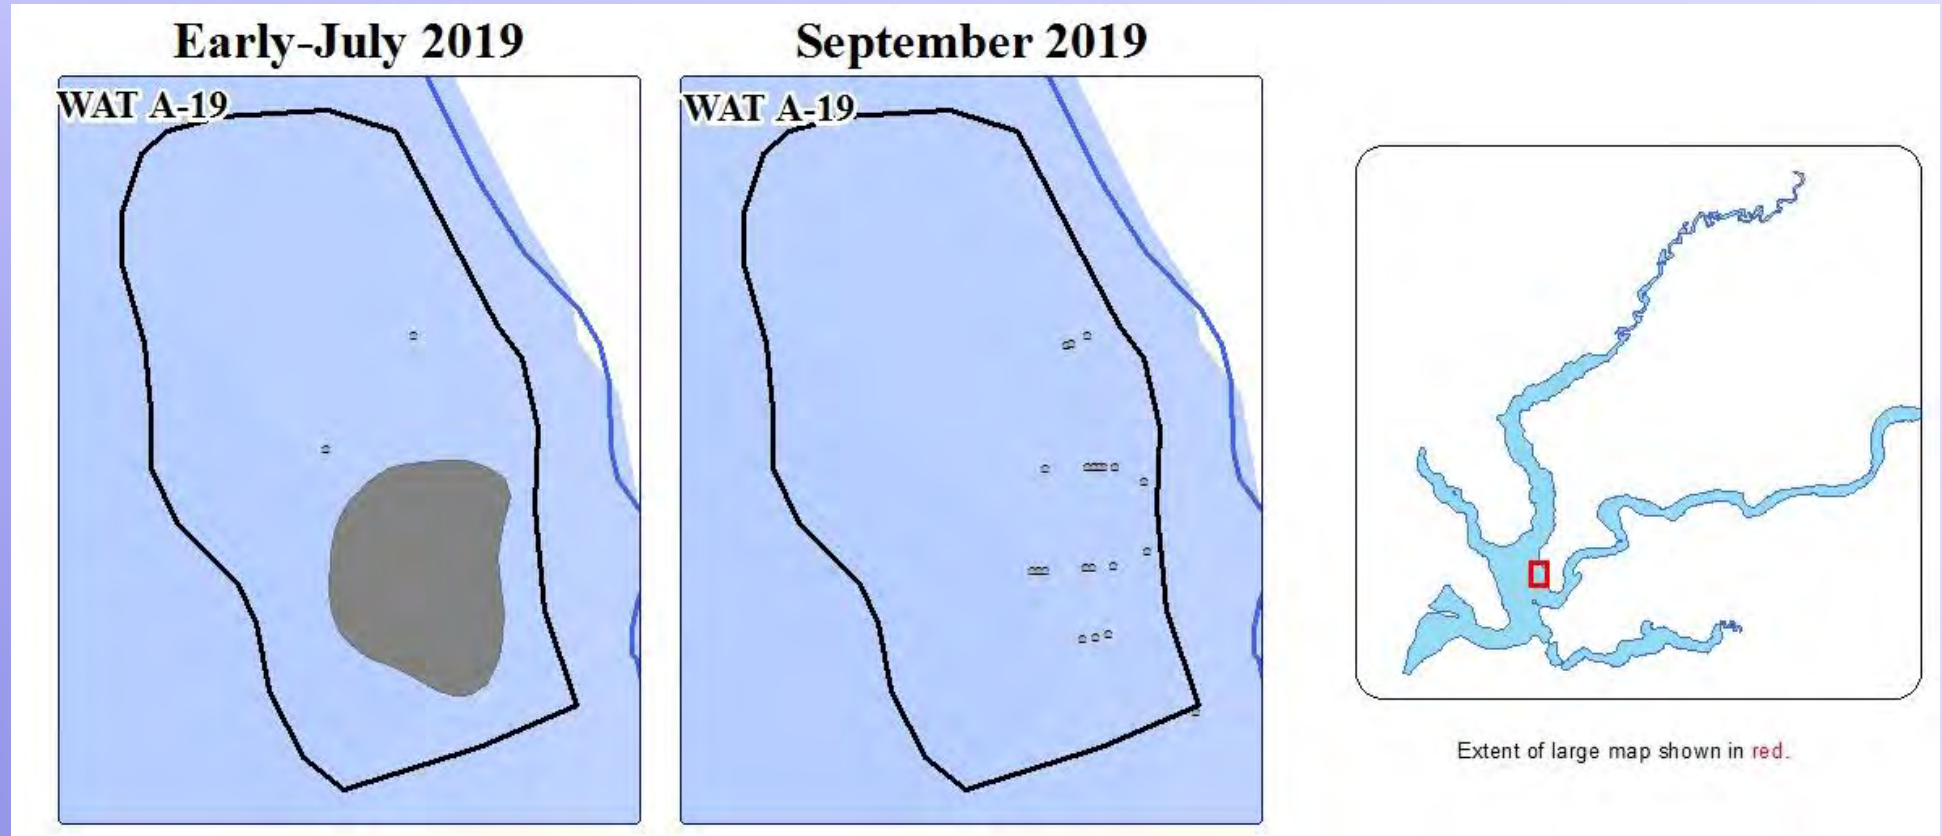 Early-July 2019
September 2019
WAT A-19
WAT A-19
Extent of large map shown in red.